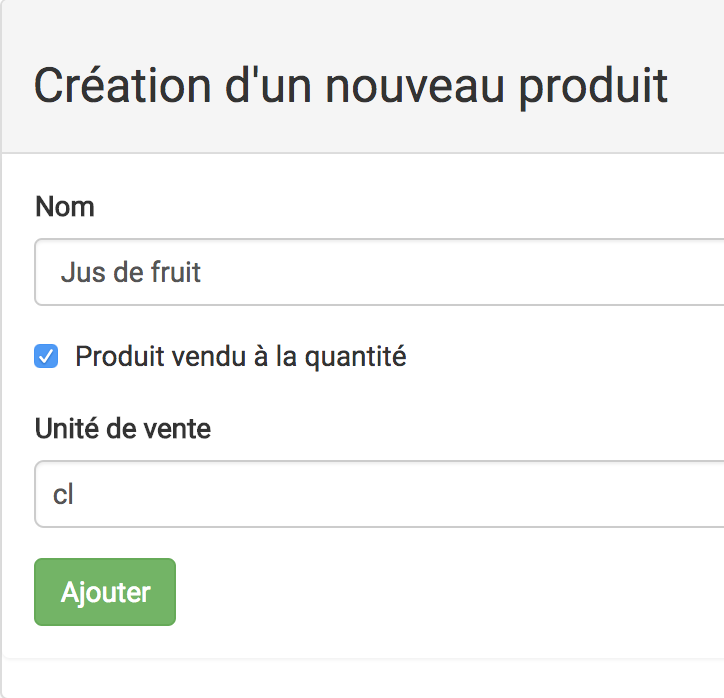 Création d'un nouveau produit
Nom
Jus de fruit
Produit vendu à la quantité
Unité de vente
cl
Ajouter